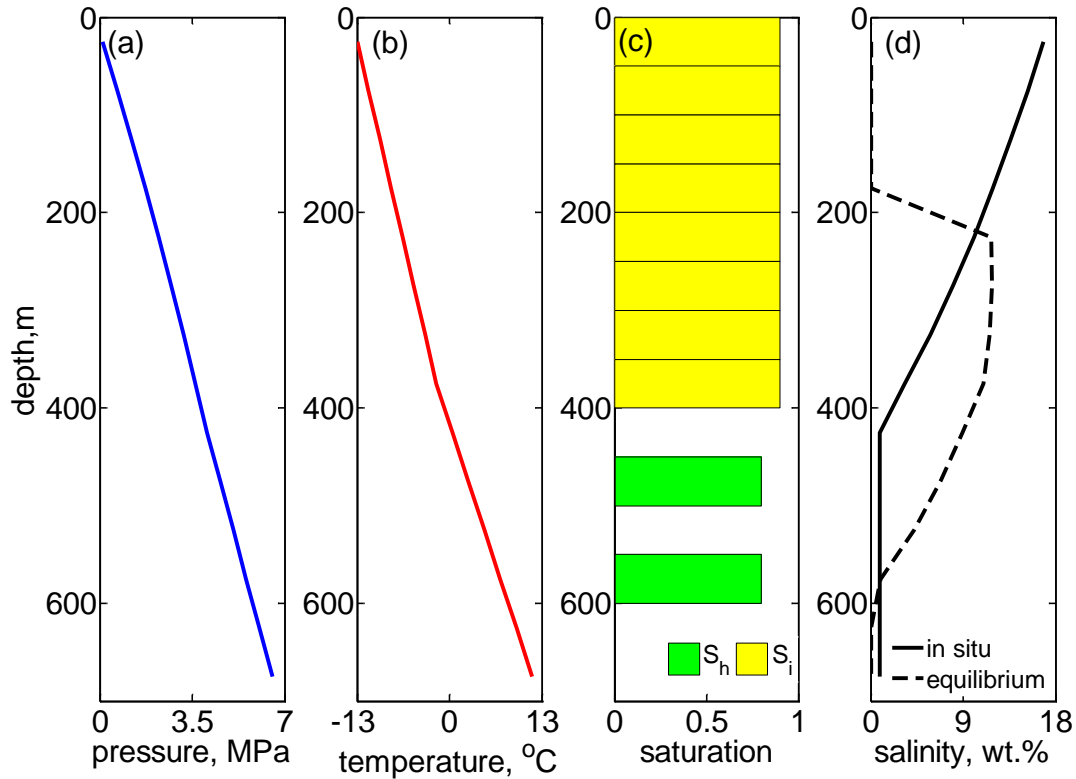 (a)
(b)
(c)
(d)
0
200
400
600
depth,m
0 3.5 7
pressure, MPa
0
200
400
600
-13 0 13
temperature, °C
0
200
400
600
S_h
S_i
0 0.5 1
saturation
0
200
400
600
in situ
equilibrium
0 9 18
salinity, wt.%